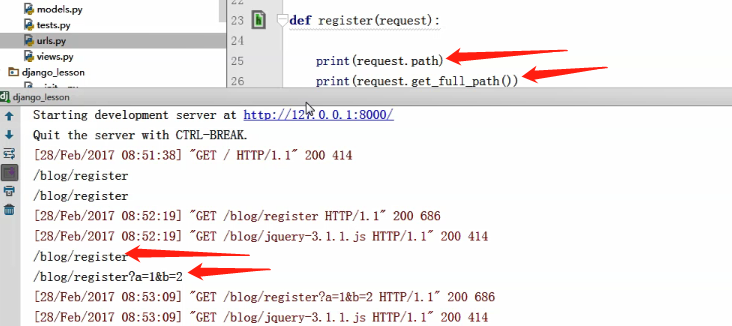 models.py
tests.py
urls.py
views.py
django_lesson
22
23 def register(request):
24
25 print(request.path)
26 print(request.get_full_path())
dj django_lesson
Starting development server at http://127.0.0.1:8000/
Quit the server with CTRL-BREAK.
[28/Feb/2017 08:51:38] "GET / HTTP/1.1" 200 414
/blog/register
/blog/register
[28/Feb/2017 08:52:19] "GET /blog/register HTTP/1.1" 200 686
[28/Feb/2017 08:52:19] "GET /blog/jquery-3.1.1.js HTTP/1.1" 200 414
/blog/register
/blog/register?a=1&b=2
[28/Feb/2017 08:53:09] "GET /blog/register?a=1&b=2 HTTP/1.1" 200 686
[28/Feb/2017 08:53:09] "GET /blog/jquery-3.1.1.js HTTP/1.1" 200 414